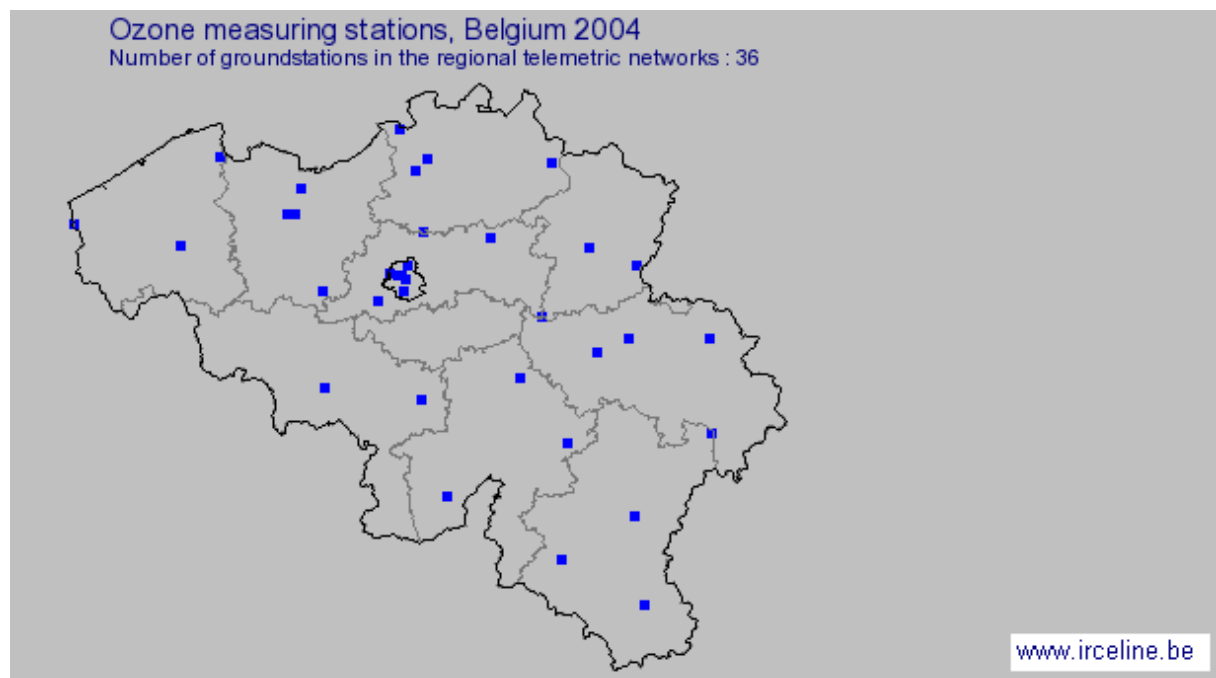 Ozone measuring stations, Belgium 2004
Number of groundstations in the regional telemetric networks : 36
www.irceline.be